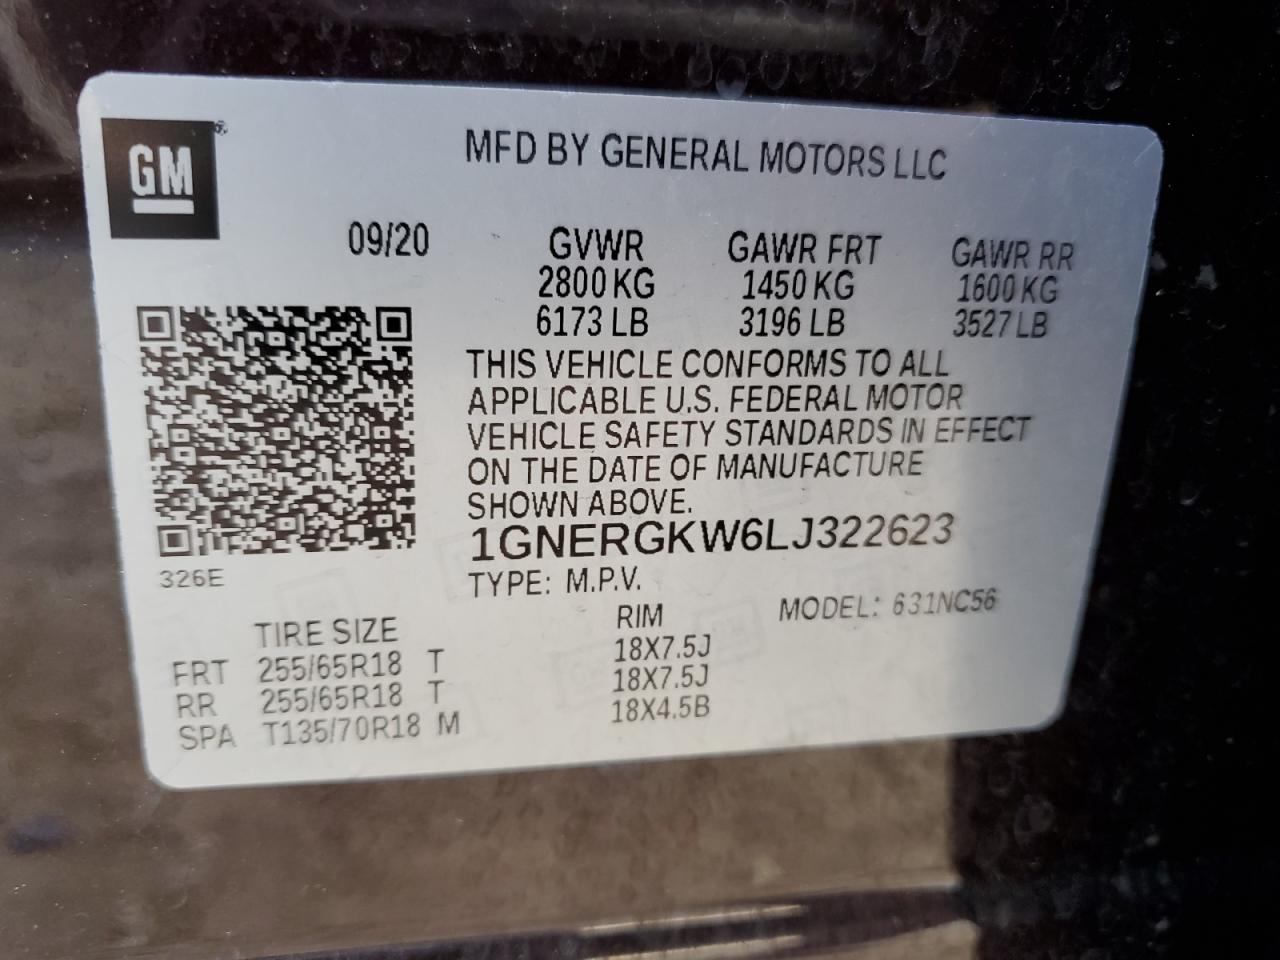 GM
MFD BY GENERAL MOTORS LLC
09/20 GVWR GAWR FRT GAWR RR
2800 KG 1450 KG 1600 KG
6173 LB 3196 LB 3527 LB
THIS VEHICLE CONFORMS TO ALL
APPLICABLE U.S. FEDERAL MOTOR
VEHICLE SAFETY STANDARDS IN EFFECT
ON THE DATE OF MANUFACTURE
SHOWN ABOVE.
1GNERGKW6LJ322623
326E
TYPE: M.P.V. MODEL: 631NC56
TIRE SIZE RIM
FRT 255/65R18 T 18X7.5J
RR 255/65R18 T 18X7.5J
SPA T135/70R18 M 18X4.5B